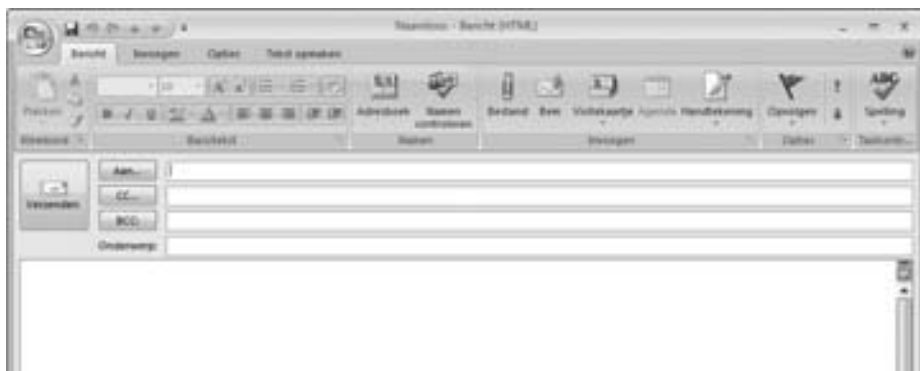 Naamloos - Bericht (HTML)
Bericht Invoegen Opties Tekst opmaken
Plakken
Adresboek Namen controleren
Bestand Item Visitekaartje Agenda Handtekening
Opvolgen
ABC
Spelling
Klembord Basistekst Namen Invoegen Opties
Verzenden
Aan...
CC...
BCC:
Onderwerp: